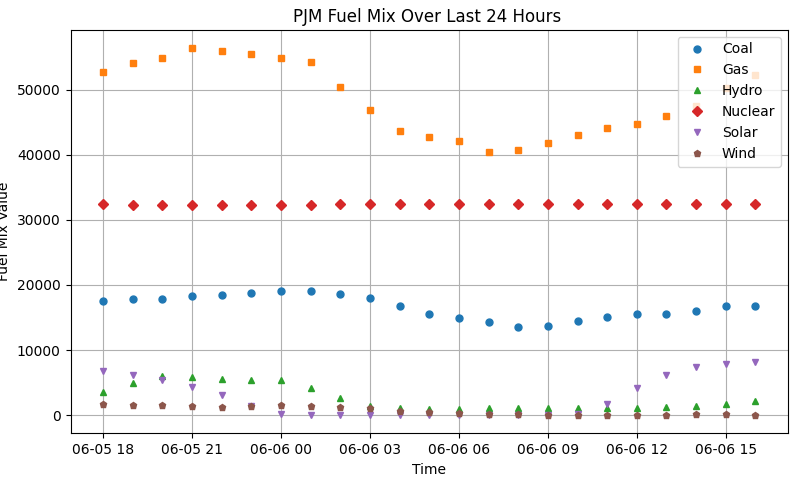 PJM Fuel Mix Over Last 24 Hours
Coal
Gas
Hydro
Nuclear
Solar
Wind
50000
40000
30000
20000
10000
0
Fuel Mix Value
06-05 18
06-05 21
06-06 00
06-06 03
06-06 06
06-06 09
06-06 12
06-06 15
Time